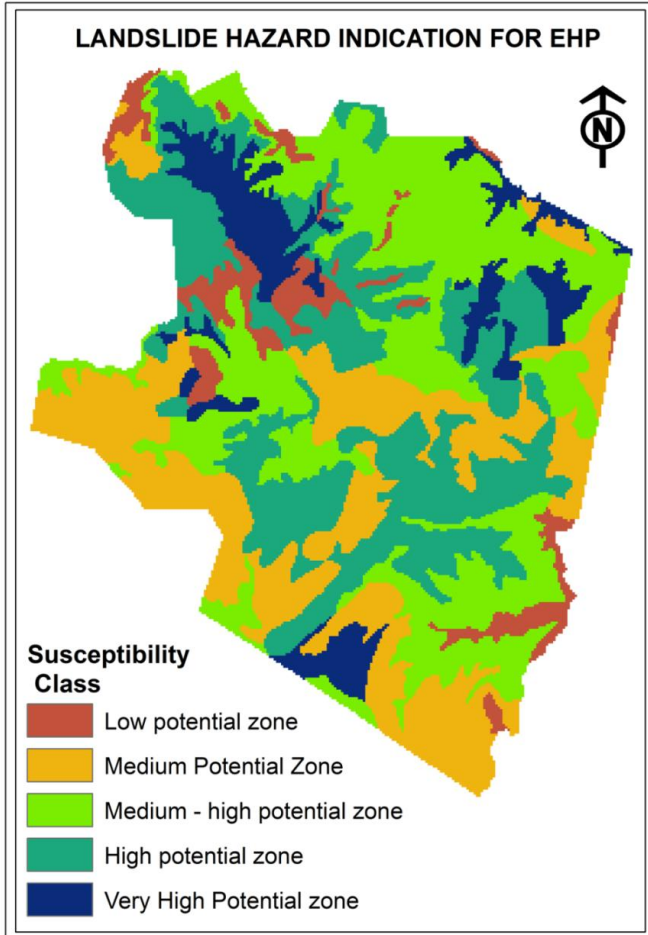 LANDSLIDE HAZARD INDICATION FOR EHP
N
Susceptibility
Class
Low potential zone
Medium Potential Zone
Medium - high potential zone
High potential zone
Very High Potential zone